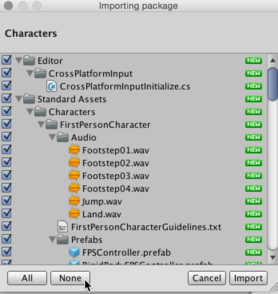 Importing package
Characters
Editor NEW
CrossPlatformInput NEW
CrossPlatformInputInitialize.cs NEW
Standard Assets NEW
Characters NEW
FirstPersonCharacter NEW
Audio NEW
Footstep01.wav NEW
Footstep02.wav NEW
Footstep03.wav NEW
Footstep04.wav NEW
Jump.wav NEW
Land.wav NEW
FirstPersonCharacterGuidelines.txt NEW
Prefabs NEW
FPSController.prefab NEW
All None Cancel Import